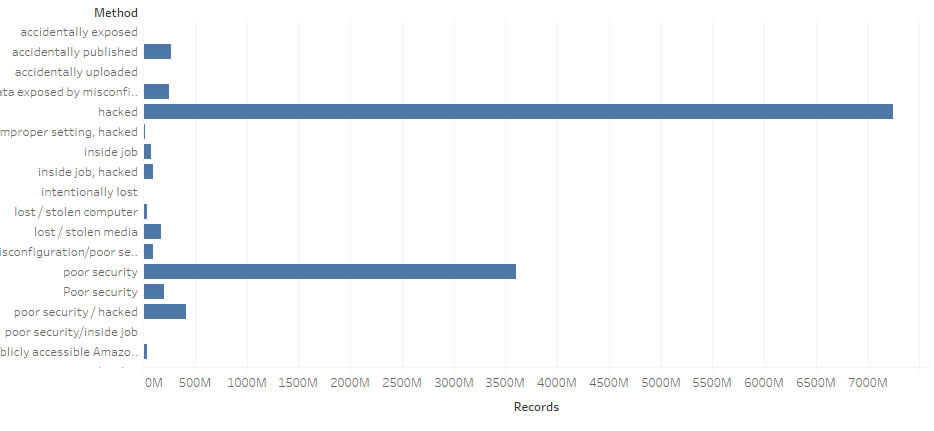 Method
accidentally exposed
accidentally published
accidentally uploaded
ata exposed by misconfi..
hacked
mproper setting, hacked
inside job
inside job, hacked
intentionally lost
lost / stolen computer
lost / stolen media
isconfiguration/poor se..
poor security
Poor security
poor security / hacked
poor security/inside job
blicly accessible Amazo..
0M 500M 1000M 1500M 2000M 2500M 3000M 3500M 4000M 4500M 5000M 5500M 6000M 6500M 7000M
Records